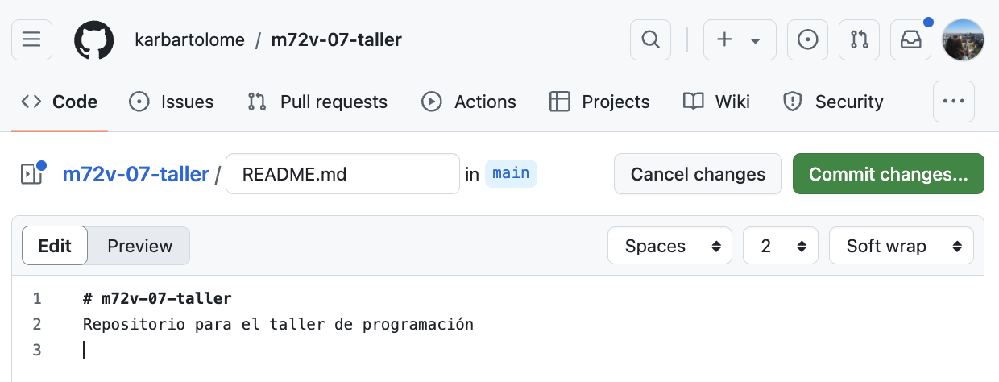 karbartolome / m72v-07-taller
Code Issues Pull requests Actions Projects Wiki Security
m72v-07-taller / README.md in main Cancel changes Commit changes...
Edit Preview Spaces 2 Soft wrap
1 # m72v-07-taller
2 Repositorio para el taller de programación
3